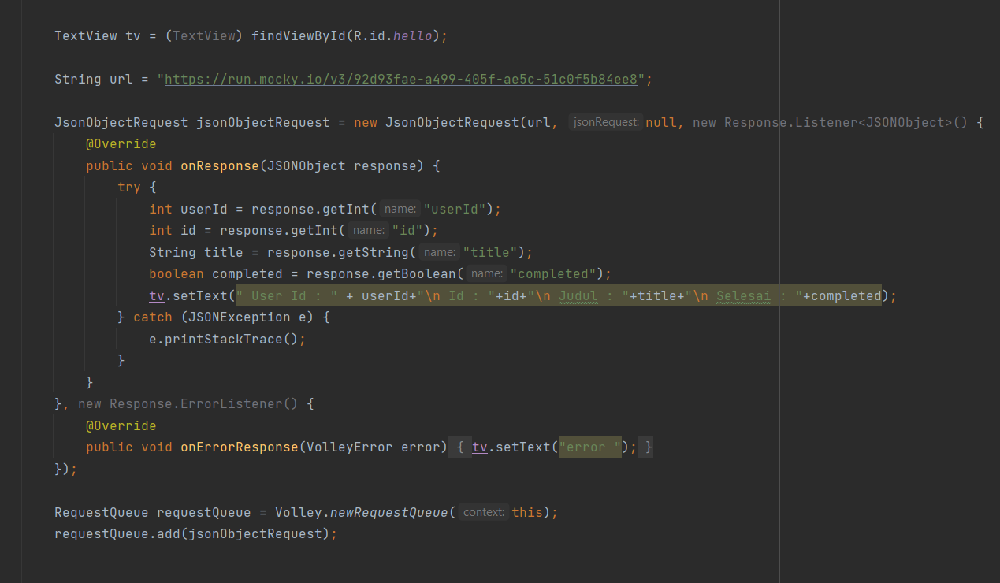 TextView tv = (TextView) findViewById(R.id.hello);
String url = "https://run.mocky.io/v3/92d93fae-a499-405f-ae5c-51c0f5b84ee8";
JsonObjectRequest jsonObjectRequest = new JsonObjectRequest(url, jsonRequest: null, new Response.Listener<JSONObject>() {
@Override
public void onResponse(JSONObject response) {
try {
int userId = response.getInt( name: "userId");
int id = response.getInt( name: "id");
String title = response.getString( name: "title");
boolean completed = response.getBoolean( name: "completed");
tv.setText(" User Id : " + userId+"\n Id : "+id+"\n Judul : "+title+"\n Selesai : "+completed);
} catch (JSONException e) {
e.printStackTrace();
}
}
}, new Response.ErrorListener() {
@Override
public void onErrorResponse(VolleyError error) { tv.setText("error "); }
});
RequestQueue requestQueue = Volley.newRequestQueue( context: this);
requestQueue.add(jsonObjectRequest);